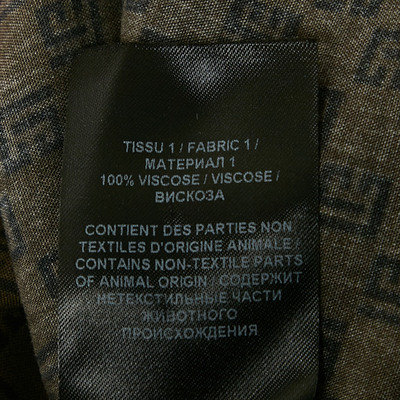 TISSU 1 / FABRIC 1 /
МАТЕРИАЛ 1
100% VISCOSE / VISCOSE /
ВИСКОЗА
CONTIENT DES PARTIES NON
TEXTILES D'ORIGINE ANIMALE /
CONTAINS NON-TEXTILE PARTS
OF ANIMAL ORIGIN / СОДЕРЖИТ
НЕТЕКСТИЛЬНЫЕ ЧАСТИ
ЖИВОТНОГО
ПРОИСХОЖДЕНИЯ